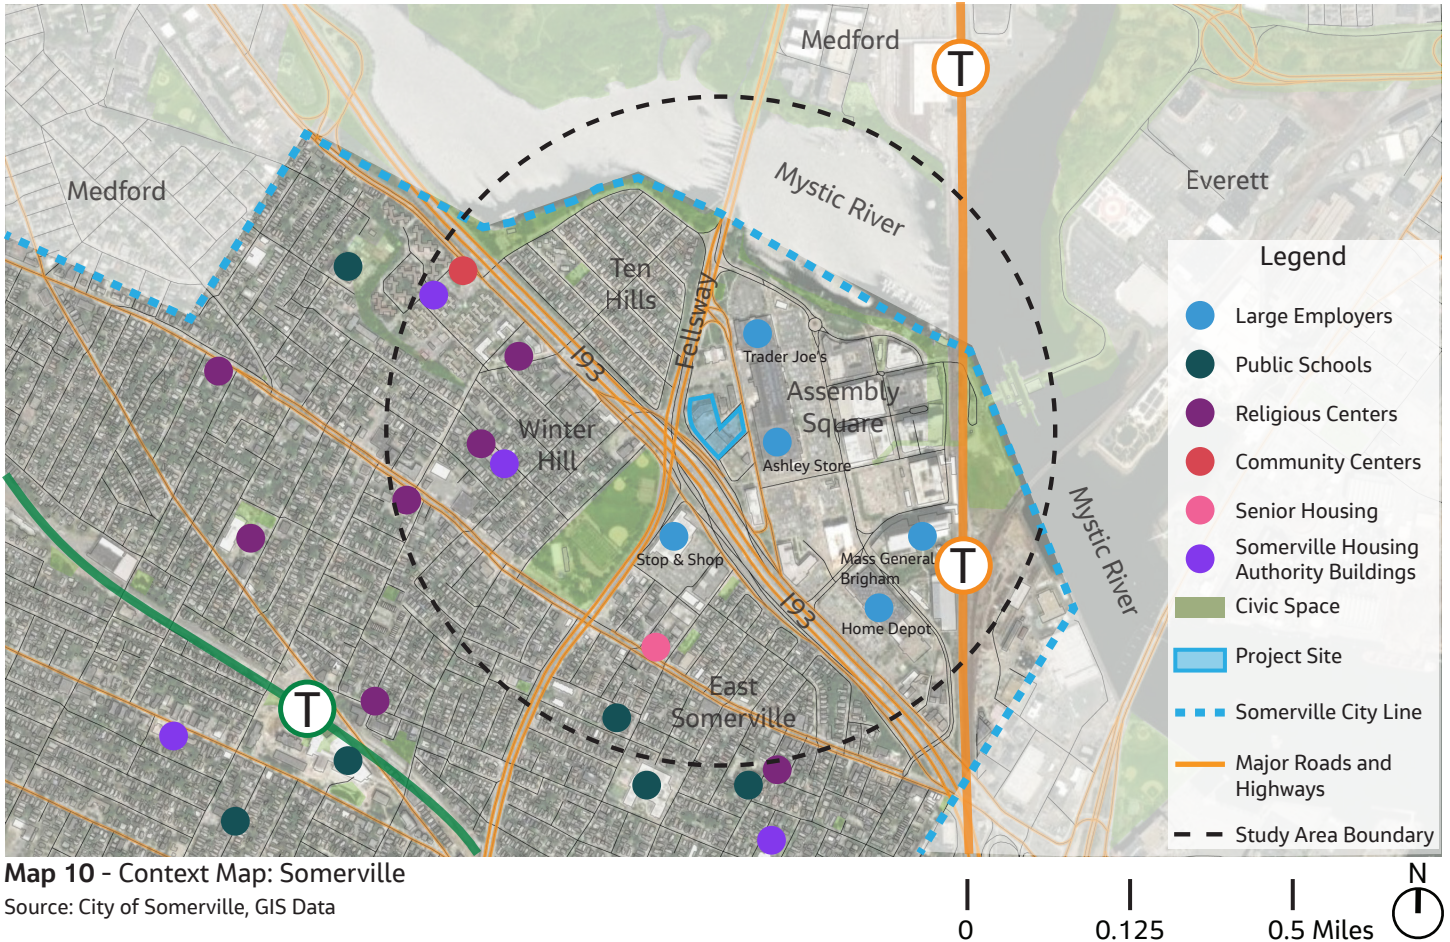 Medford
T
Medford
Mystic River
Everett
Ten
Hills
Fellsway
I93
Trader Joe's
Assembly
Square
Winter
Hill
Ashley Store
Stop & Shop
Mass General
Brigham
T
Mystic River
I93
Home Depot
East
Somerville
T
Legend
Large Employers
Public Schools
Religious Centers
Community Centers
Senior Housing
Somerville Housing
Authority Buildings
Civic Space
Project Site
Somerville City Line
Major Roads and
Highways
Study Area Boundary
Map 10 - Context Map: Somerville
Source: City of Somerville, GIS Data
0
0.125
0.5 Miles
N